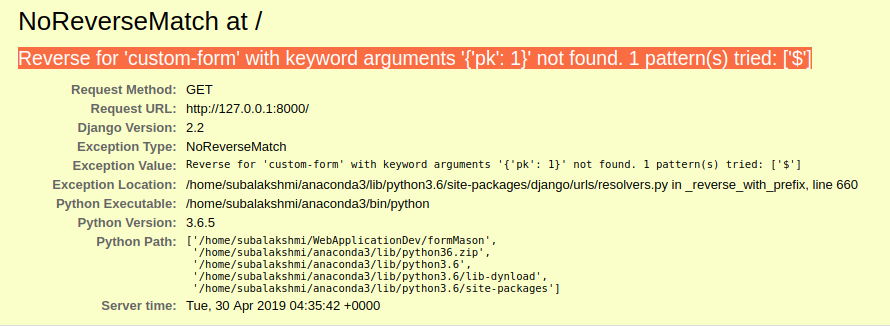 NoReverseMatch at /
Reverse for 'custom-form' with keyword arguments '{'pk': 1}' not found. 1 pattern(s) tried: ['$']
Request Method: GET
Request URL: http://127.0.0.1:8000/
Django Version: 2.2
Exception Type: NoReverseMatch
Exception Value: Reverse for 'custom-form' with keyword arguments '{'pk': 1}' not found. 1 pattern(s) tried: ['$']
Exception Location: /home/subalakshmi/anaconda3/lib/python3.6/site-packages/django/urls/resolvers.py in _reverse_with_prefix, line 660
Python Executable: /home/subalakshmi/anaconda3/bin/python
Python Version: 3.6.5
Python Path: ['/home/subalakshmi/WebApplicationDev/formMason',
'/home/subalakshmi/anaconda3/lib/python36.zip',
'/home/subalakshmi/anaconda3/lib/python3.6',
'/home/subalakshmi/anaconda3/lib/python3.6/lib-dynload',
'/home/subalakshmi/anaconda3/lib/python3.6/site-packages']
Server time: Tue, 30 Apr 2019 04:35:42 +0000